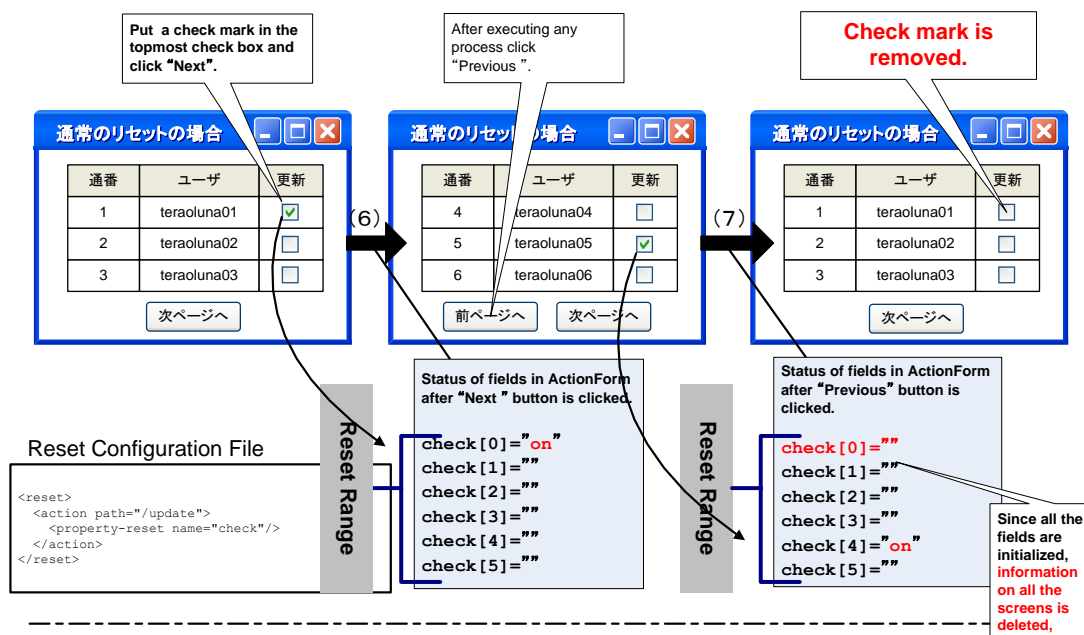 Put a check mark in the
topmost check box and
click “Next”.
After executing any
process click
“Previous ”.
Check mark is
removed.
通常のリセットの場合
通番 ユーザ 更新
1 teraoluna01
2 teraoluna02
3 teraoluna03
次ページへ
(6)
通常のリセットの場合
通番 ユーザ 更新
4 teraoluna04
5 teraoluna05
6 teraoluna06
前ページへ 次ページへ
(7)
通常のリセットの場合
通番 ユーザ 更新
1 teraoluna01
2 teraoluna02
3 teraoluna03
次ページへ
Reset Configuration File
<reset>
<action path="/update">
<property-reset name="check"/>
</action>
</reset>
Reset Range
Status of fields in ActionForm
after “Next ” button is clicked.
check[0]=”on”
check[1]=””
check[2]=””
check[3]=””
check[4]=””
check[5]=””
Reset Range
Status of fields in ActionForm
after “Previous” button is
clicked.
check[0]=””
check[1]=””
check[2]=””
check[3]=””
check[4]=”on”
check[5]=””
Since all the
fields are
initialized,
information
on all the
screens is
deleted,